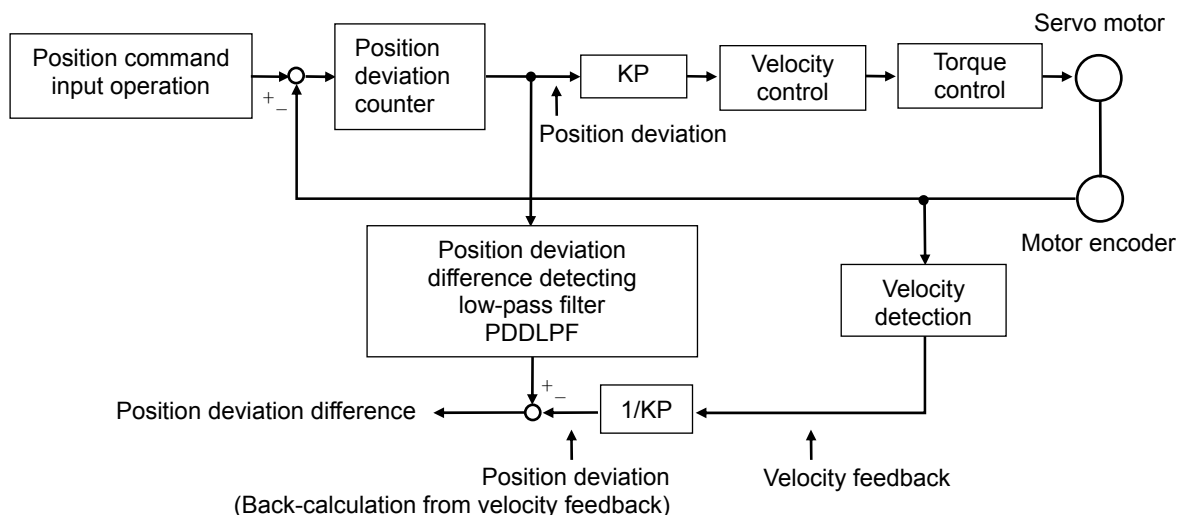 Servo motor
Position command
input operation
+
−
Position
deviation
counter
KP
Velocity
control
Torque
control
Position deviation
Motor encoder
Position deviation
difference detecting
low-pass filter
PDDLPF
Velocity
detection
+
−
Position deviation difference
1/KP
Position deviation
(Back-calculation from velocity feedback)
Velocity feedback